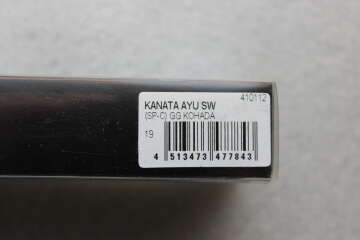 410112
KANATA AYU SW
(SP-C) GG KOHADA
19
4 513473 477843